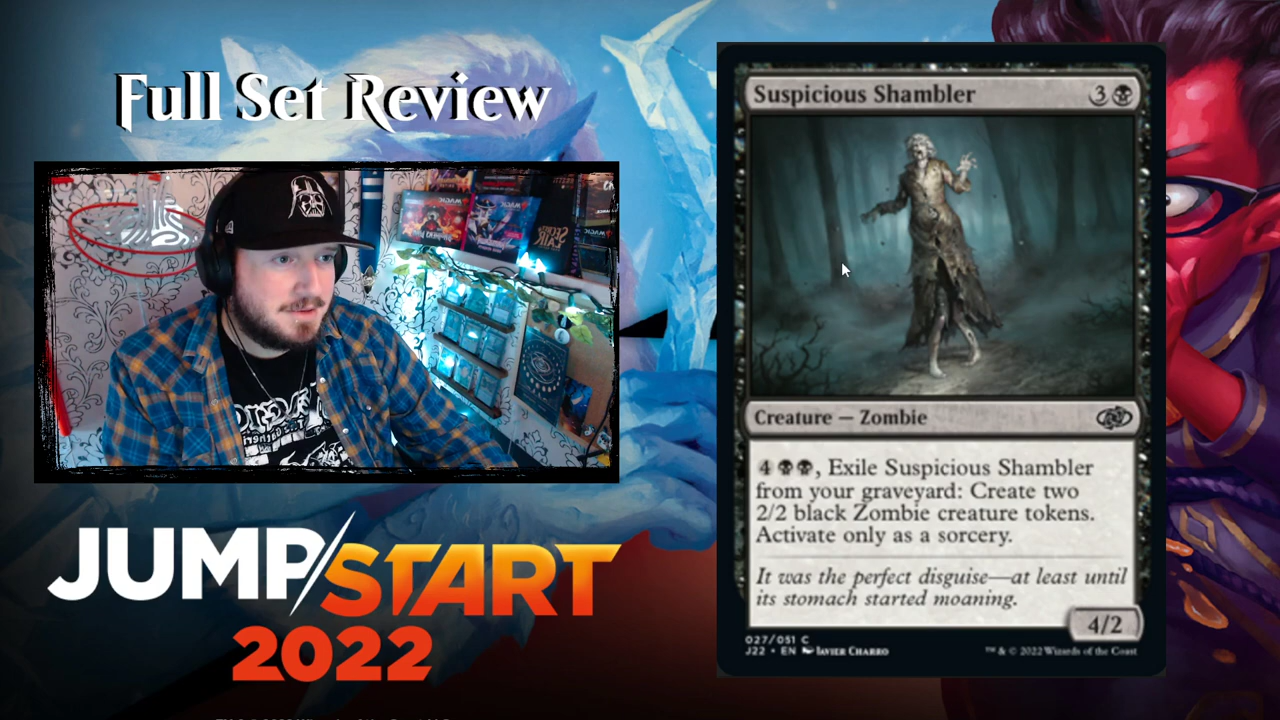 Full Set Review
JUMP/START
2022
Suspicious Shambler 3
Creature — Zombie
4, Exile Suspicious Shambler
from your graveyard: Create two
2/2 black Zombie creature tokens.
Activate only as a sorcery.
It was the perfect disguise—at least until
its stomach started moaning.
4/2
027/051 C
J22 • EN Javier Charro
™ & © 2022 Wizards of the Coast